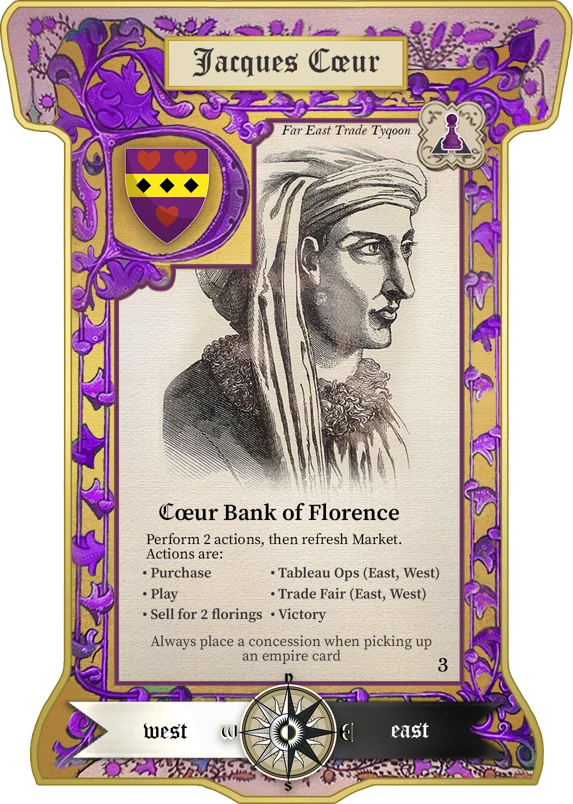 Jacques Cœur
Far East Trade Tyqoon
Cœur Bank of Florence
Perform 2 actions, then refresh Market.
Actions are:
• Purchase
• Play
• Sell for 2 florings
• Tableau Ops (East, West)
• Trade Fair (East, West)
• Victory
Always place a concession when picking up
an empire card
3
n
west w E east
s